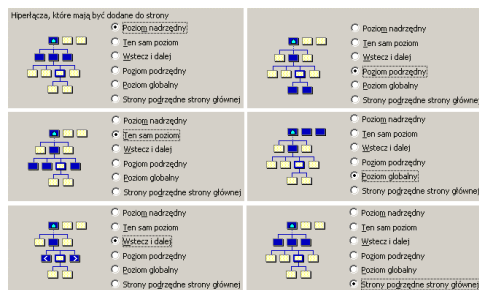 Hiperłącza, które mają być dodane do strony
Poziom nadrzędny
Ten sam poziom
Wstecz i dalej
Poziom podrzędny
Poziom globalny
Strony podrzędne strony głównej
Poziom nadrzędny
Ten sam poziom
Wstecz i dalej
Poziom podrzędny
Poziom globalny
Strony podrzędne strony głównej
Poziom nadrzędny
Ten sam poziom
Wstecz i dalej
Poziom podrzędny
Poziom globalny
Strony podrzędne strony głównej
Poziom nadrzędny
Ten sam poziom
Wstecz i dalej
Poziom podrzędny
Poziom globalny
Strony podrzędne strony głównej
Poziom nadrzędny
Ten sam poziom
Wstecz i dalej
Poziom podrzędny
Poziom globalny
Strony podrzędne strony głównej
Poziom nadrzędny
Ten sam poziom
Wstecz i dalej
Poziom podrzędny
Poziom globalny
Strony podrzędne strony głównej